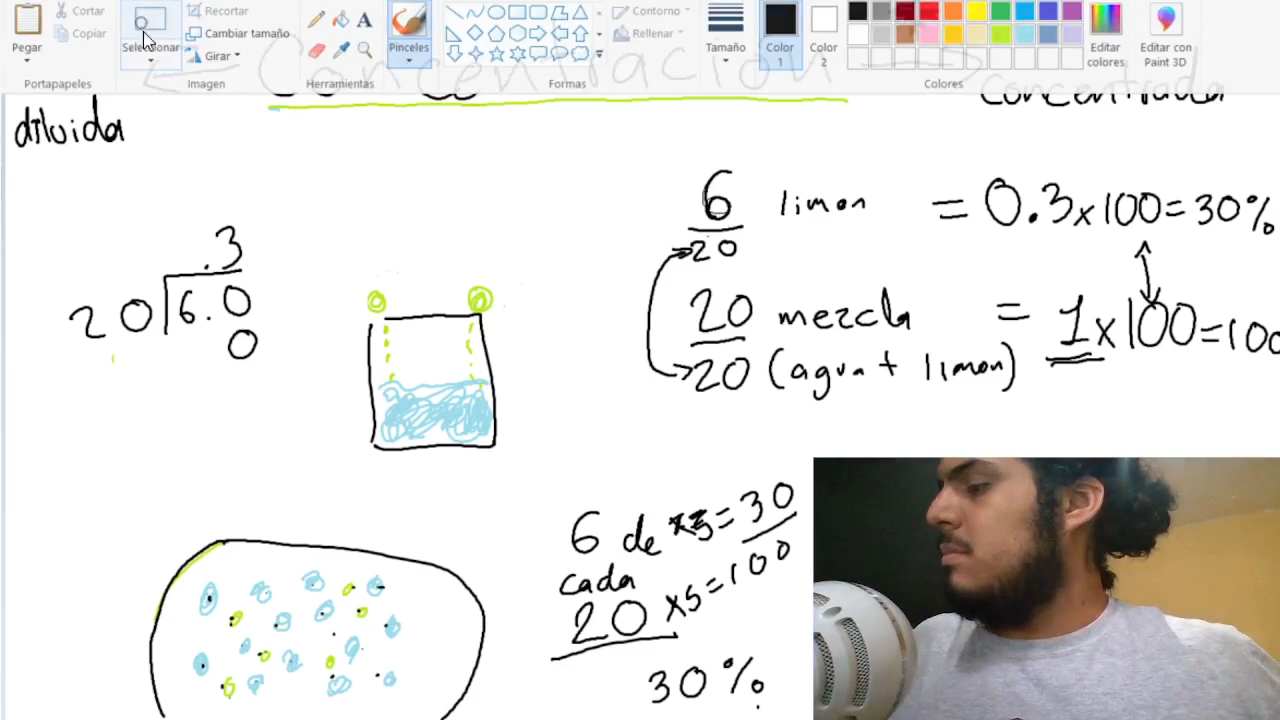 Cortar
Copiar
Pegar
Portapapeles
Seleccionar
Recortar
Cambiar tamaño
Girar
Imagen
A
Herramientas
Pinceles
Formas
Contorno
Rellenar
Tamaño
Color 1
Color 2
Colores
Editar colores
Editar con Paint 3D
← Concentración →
diluida
concentrada
.3
20 6.0
0
6 limon = 0.3x100=30%
20
20 mezcla = 1x100=100
20 (agua + limon)
6 de x5=30
cada 100
20 x5=100
30%